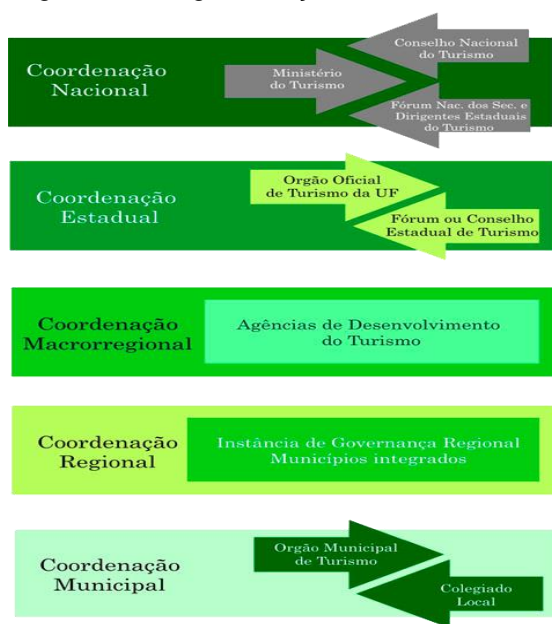 Coordenação
Nacional
Conselho Nacional
do Turismo
Ministério
do Turismo
Fórum Nac. dos Sec. e
Dirigentes Estaduais
do Turismo
Coordenação
Estadual
Orgão Oficial
de Turismo da UF
Fórum ou Conselho
Estadual de Turismo
Coordenação
Macrorregional
Agências de Desenvolvimento
do Turismo
Coordenação
Regional
Instância de Governança Regional
Municípios integrados
Coordenação
Municipal
Orgão Municipal
de Turismo
Colegiado
Local